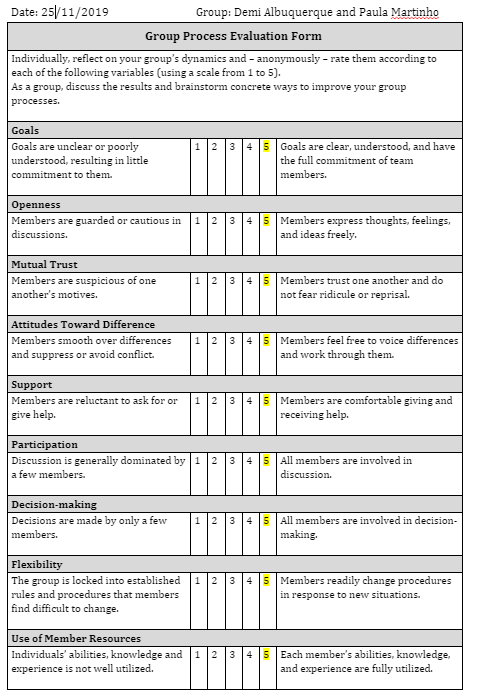 Date: 25/11/2019 Group: Demi Albuquerque and Paula Martinho
Group Process Evaluation Form
Individually, reflect on your group's dynamics and – anonymously – rate them according to
each of the following variables (using a scale from 1 to 5).
As a group, discuss the results and brainstorm concrete ways to improve your group
processes.
Goals
Goals are unclear or poorly 1 2 3 4 5 Goals are clear, understood, and have
understood, resulting in little the full commitment of team
commitment to them. members.
Openness
Members are guarded or cautious in 1 2 3 4 5 Members express thoughts, feelings,
discussions. and ideas freely.
Mutual Trust
Members are suspicious of one 1 2 3 4 5 Members trust one another and do
another's motives. not fear ridicule or reprisal.
Attitudes Toward Difference
Members smooth over differences 1 2 3 4 5 Members feel free to voice differences
and suppress or avoid conflict. and work through them.
Support
Members are reluctant to ask for or 1 2 3 4 5 Members are comfortable giving and
give help. receiving help.
Participation
Discussion is generally dominated by 1 2 3 4 5 All members are involved in
a few members. discussion.
Decision-making
Decisions are made by only a few 1 2 3 4 5 All members are involved in decision-
members. making.
Flexibility
The group is locked into established 1 2 3 4 5 Members readily change procedures
rules and procedures that members in response to new situations.
find difficult to change.
Use of Member Resources
Individuals' abilities, knowledge and 1 2 3 4 5 Each member's abilities, knowledge,
experience is not well utilized. and experience are fully utilized.